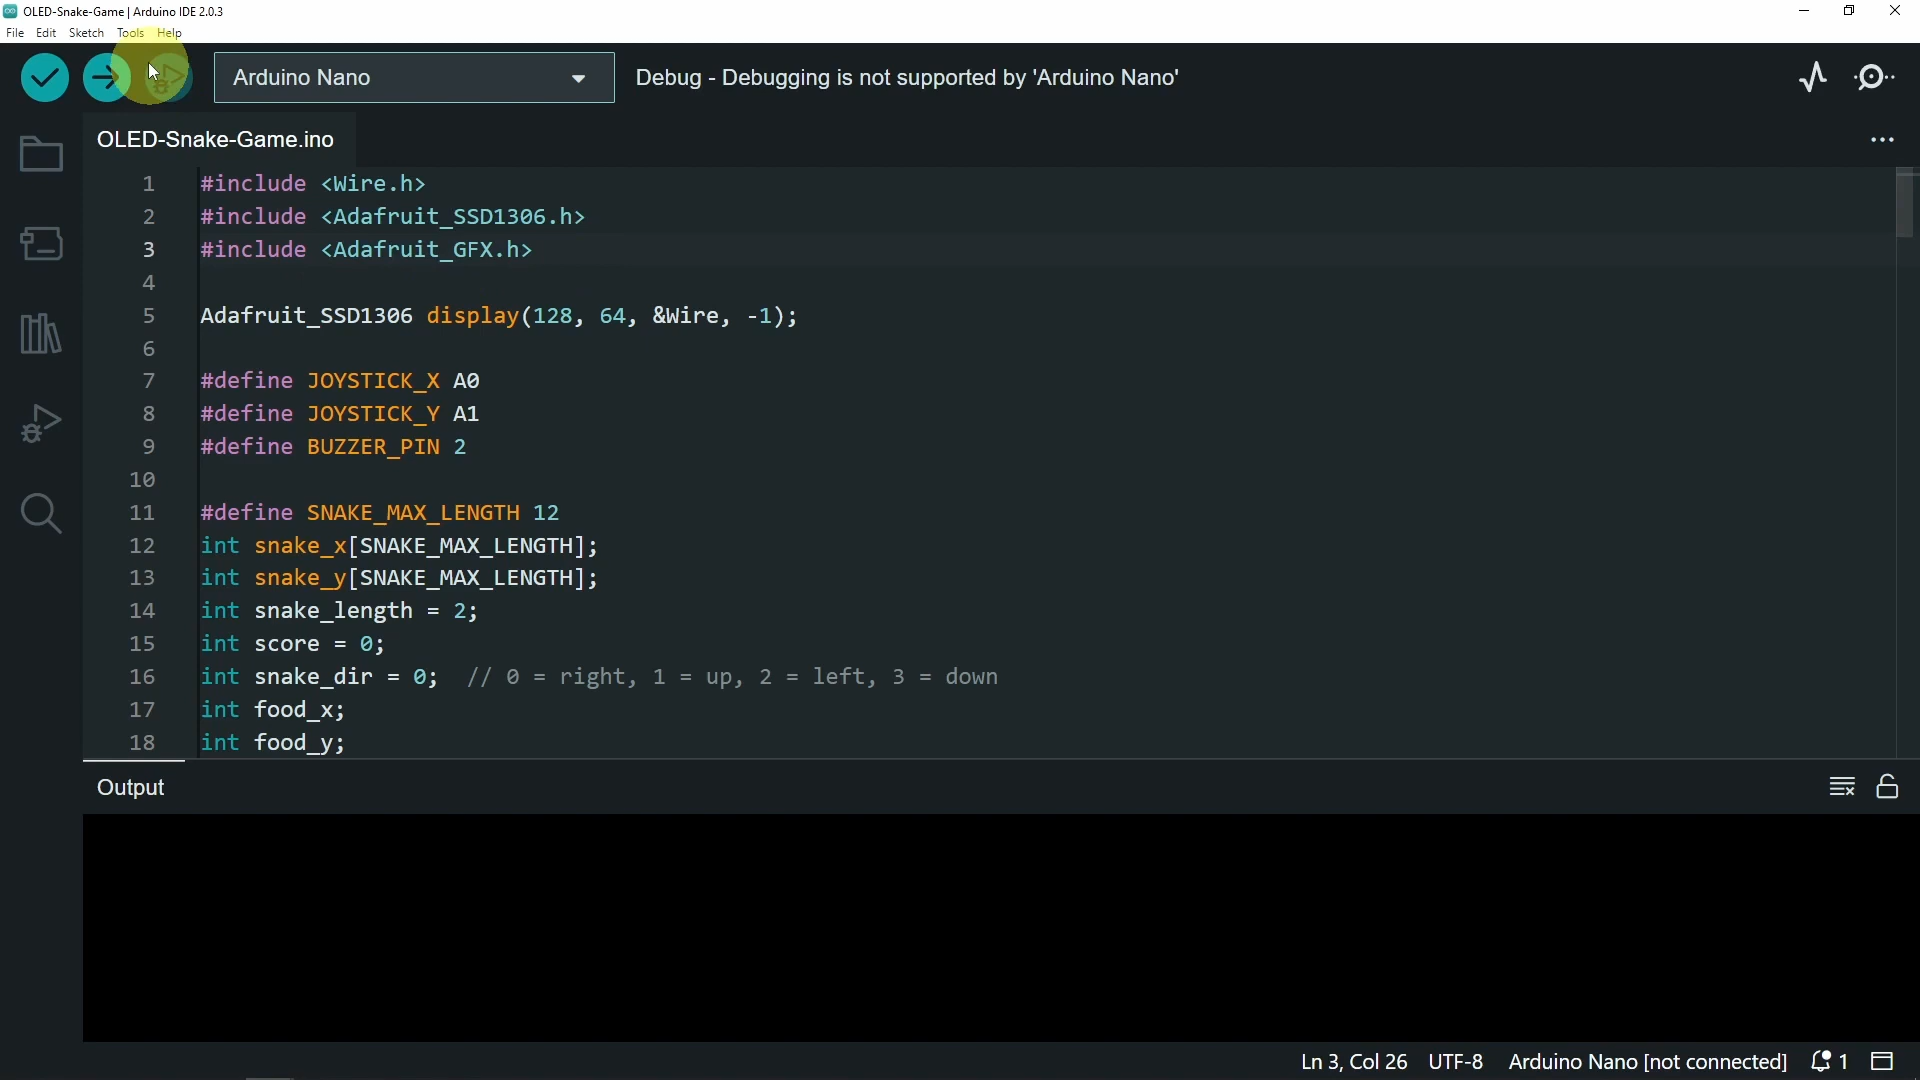 OLED-Snake-Game | Arduino IDE 2.0.3
File Edit Sketch Tools Help
Arduino Nano
Debug - Debugging is not supported by 'Arduino Nano'
OLED-Snake-Game.ino
1 #include <Wire.h>
2 #include <Adafruit_SSD1306.h>
3 #include <Adafruit_GFX.h>
4
5 Adafruit_SSD1306 display(128, 64, &Wire, -1);
6
7 #define JOYSTICK_X A0
8 #define JOYSTICK_Y A1
9 #define BUZZER_PIN 2
10
11 #define SNAKE_MAX_LENGTH 12
12 int snake_x[SNAKE_MAX_LENGTH];
13 int snake_y[SNAKE_MAX_LENGTH];
14 int snake_length = 2;
15 int score = 0;
16 int snake_dir = 0; // 0 = right, 1 = up, 2 = left, 3 = down
17 int food_x;
18 int food_y;
Output
Ln 3, Col 26 UTF-8 Arduino Nano [not connected] 1